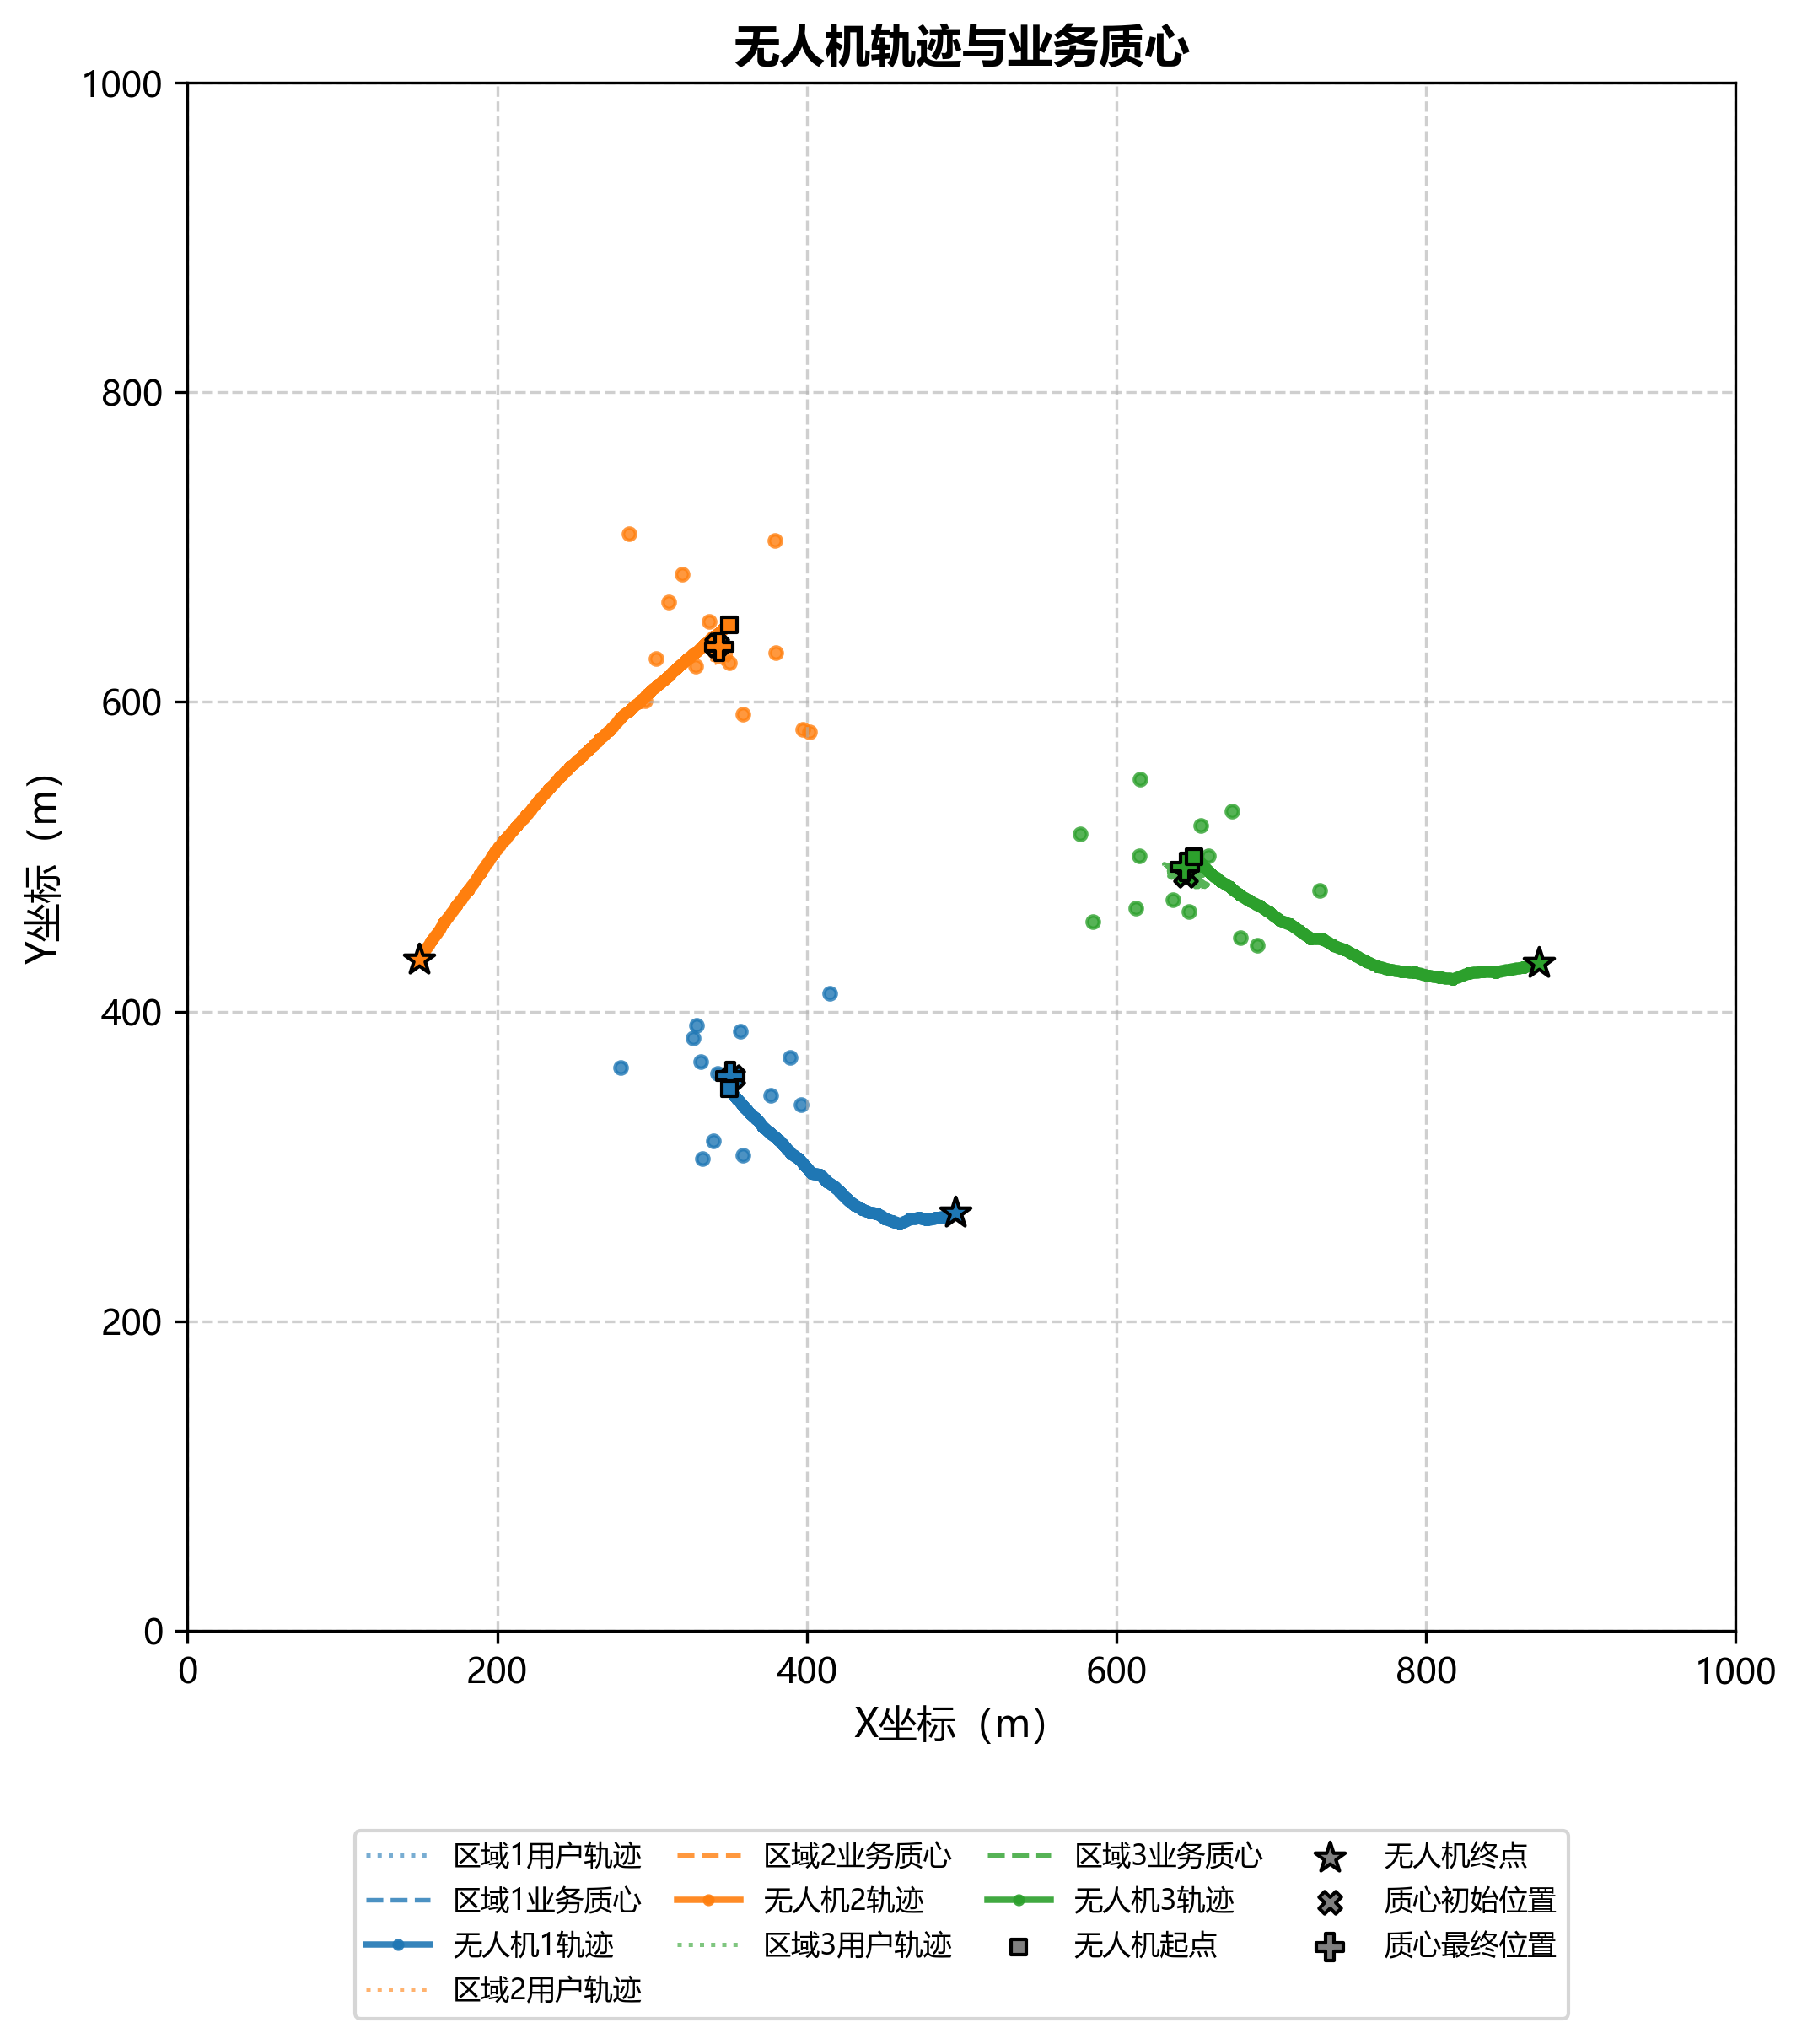 无人机轨迹与业务质心
1000
800
600
400
200
0
Y坐标（m）
0 200 400 600 800 1000
X坐标（m）
区域1用户轨迹
区域1业务质心
无人机1轨迹
区域2用户轨迹
区域2业务质心
无人机2轨迹
区域3用户轨迹
区域3业务质心
无人机3轨迹
无人机起点
无人机终点
质心初始位置
质心最终位置